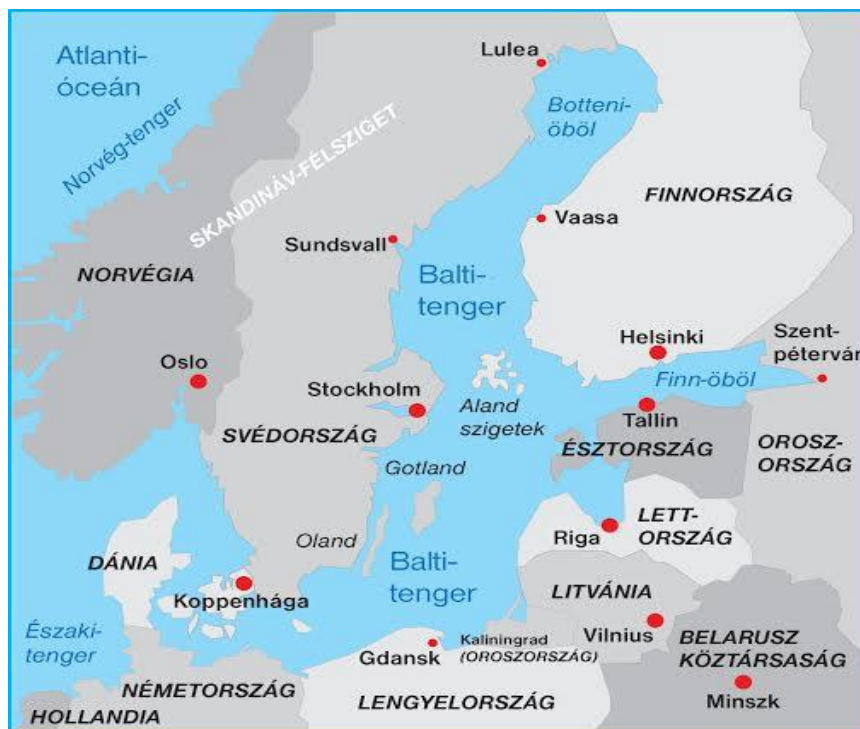 Atlanti-
óceán
Norvég-tenger
SKANDINÁV-FÉLSZIGET
Lulea
Botteni-
öböl
FINNORSZÁG
Vaasa
Sundsvall
NORVÉGIA
Balti-
tenger
Helsinki
Szent-
pétervár
Oslo
Finn-öböl
Stockholm
Aland
szigetek
Tallin
SVÉDORSZÁG
ÉSZTORSZÁG
OROSZ-
ORSZÁG
Gotland
Oland
Riga
LETT-
ORSZÁG
DÁNIA
Balti-
tenger
Koppenhága
LITVÁNIA
Északi-
tenger
Vilnius
Gdansk
Kaliningrad
(OROSZORSZÁG)
BELARUSZ
KÖZTÁRSASÁG
NÉMETORSZÁG
LENGYELORSZÁG
Minszk
HOLLANDIA